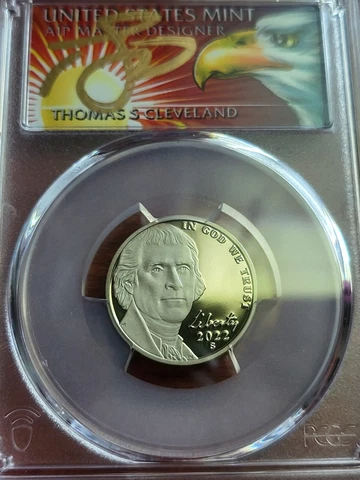 UNITED STATES MINT
AIP MASTER DESIGNER
THOMAS S CLEVELAND
IN GOD WE TRUST
Liberty
2022
S
PCGS